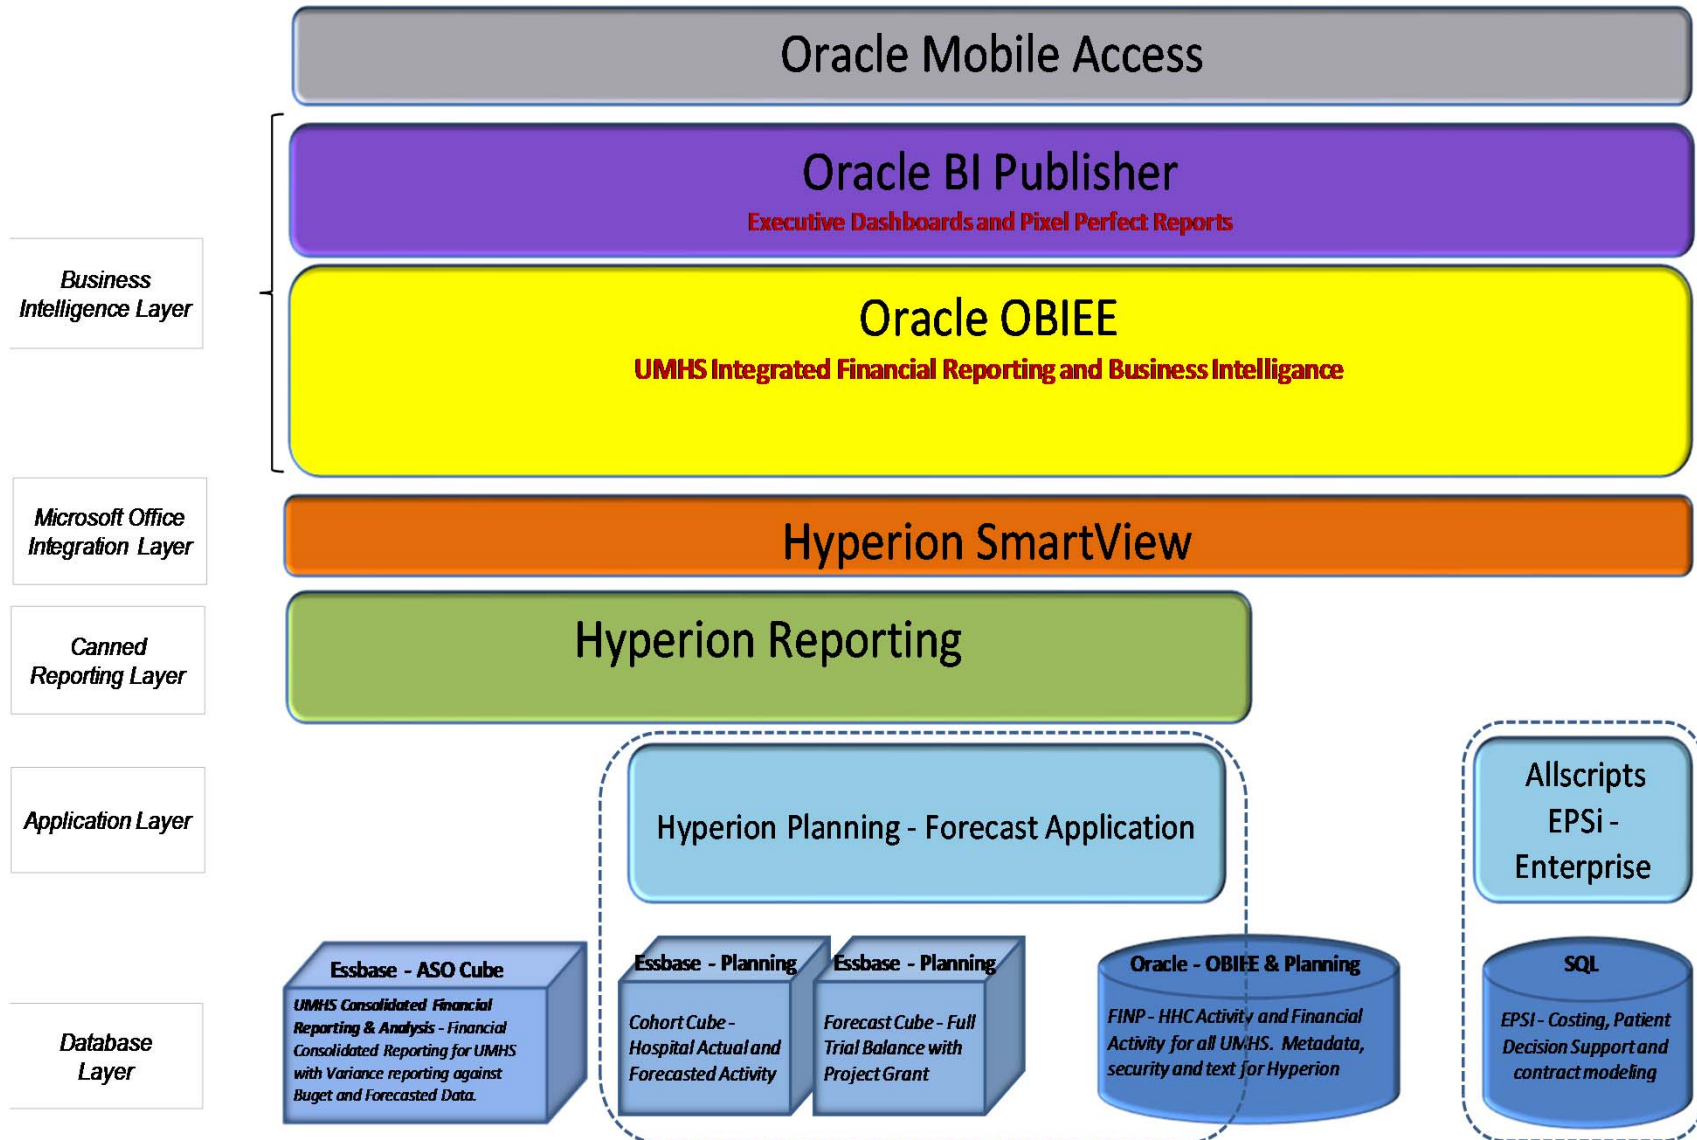 Oracle Mobile Access
Oracle BI Publisher
Executive Dashboards and Pixel Perfect Reports
Business
Intelligence Layer
Oracle OBIEE
UMHS Integrated Financial Reporting and Business Intelligance
Microsoft Office
Integration Layer
Hyperion SmartView
Canned
Reporting Layer
Hyperion Reporting
Application Layer
Hyperion Planning - Forecast Application
Allscripts
EPSi -
Enterprise
Database
Layer
Essbase - ASO Cube
UMHS Consolidated Financial
Reporting & Analysis - Financial
Consolidated Reporting for UMHS
with Variance reporting against
Buget and Forecasted Data.
Essbase - Planning
Cohort Cube -
Hospital Actual and
Forecasted Activity
Essbase - Planning
Forecast Cube - Full
Trial Balance with
Project Grant
Oracle - OBIEE & Planning
FINP - HHC Activity and Financial
Activity for all UMHS. Metadata,
security and text for Hyperion
SQL
EPSI - Costing, Patient
Decision Support and
contract modeling